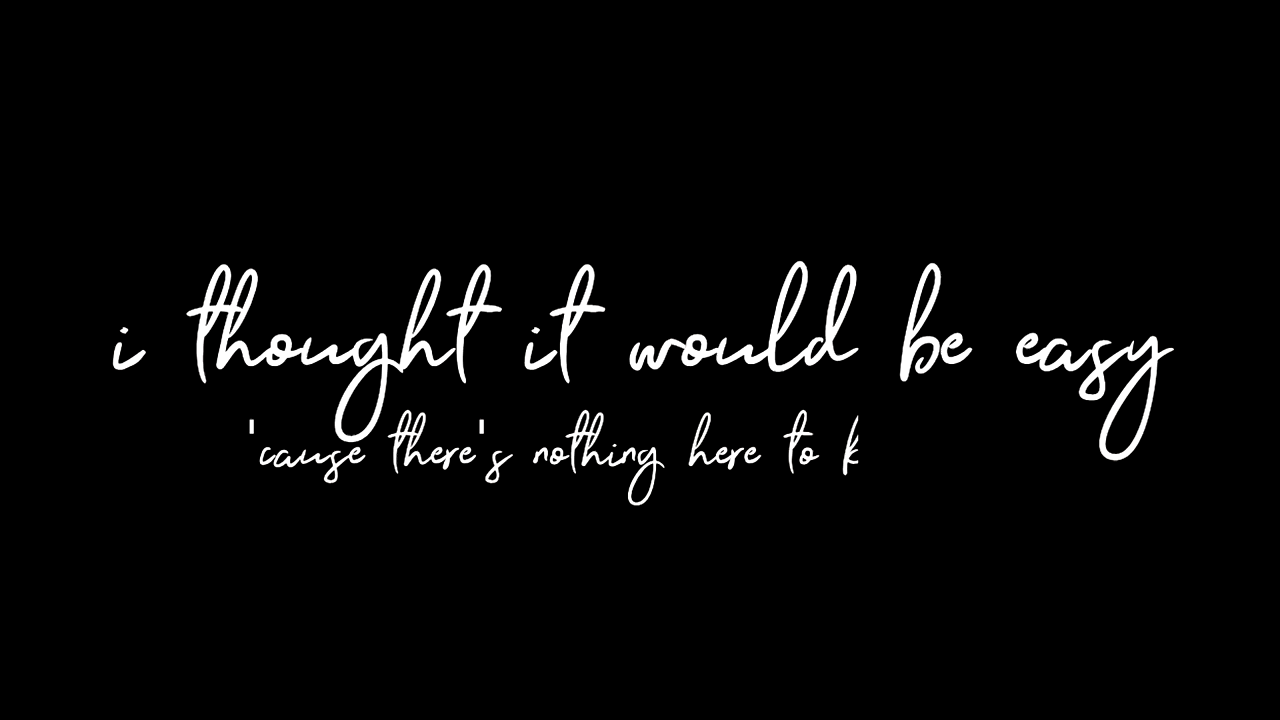 i thought it would be easy
'cause there's nothing here to